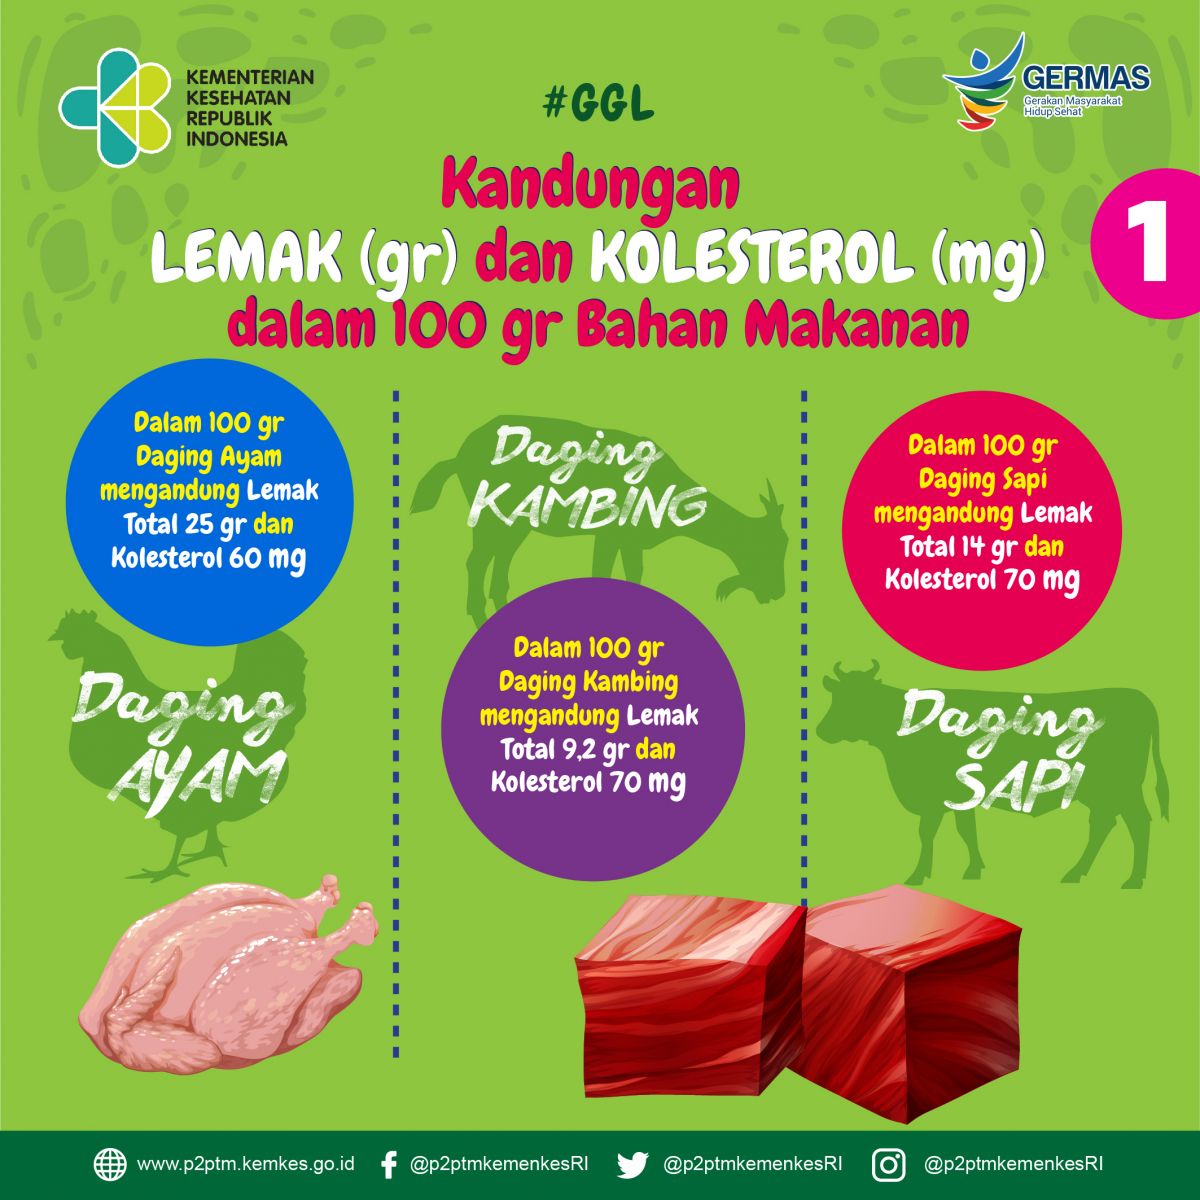 KEMENTERIAN
KESEHATAN
REPUBLIK
INDONESIA
#GGL
GERMAS
Gerakan Masyarakat
Hidup Sehat
1
Kandungan
LEMAK (gr) dan KOLESTEROL (mg)
dalam 100 gr Bahan Makanan
Dalam 100 gr
Daging Ayam
mengandung Lemak
Total 25 gr dan
Kolesterol 60 mg
Daging
AYAM
Daging
KAMBING
Dalam 100 gr
Daging Kambing
mengandung Lemak
Total 9,2 gr dan
Kolesterol 70 mg
Dalam 100 gr
Daging Sapi
mengandung Lemak
Total 14 gr dan
Kolesterol 70 mg
Daging
SAPI
www.p2ptm.kemkes.go.id @p2ptmkemenkesRI @p2ptmkemenkesRI @p2ptmkemenkesRI